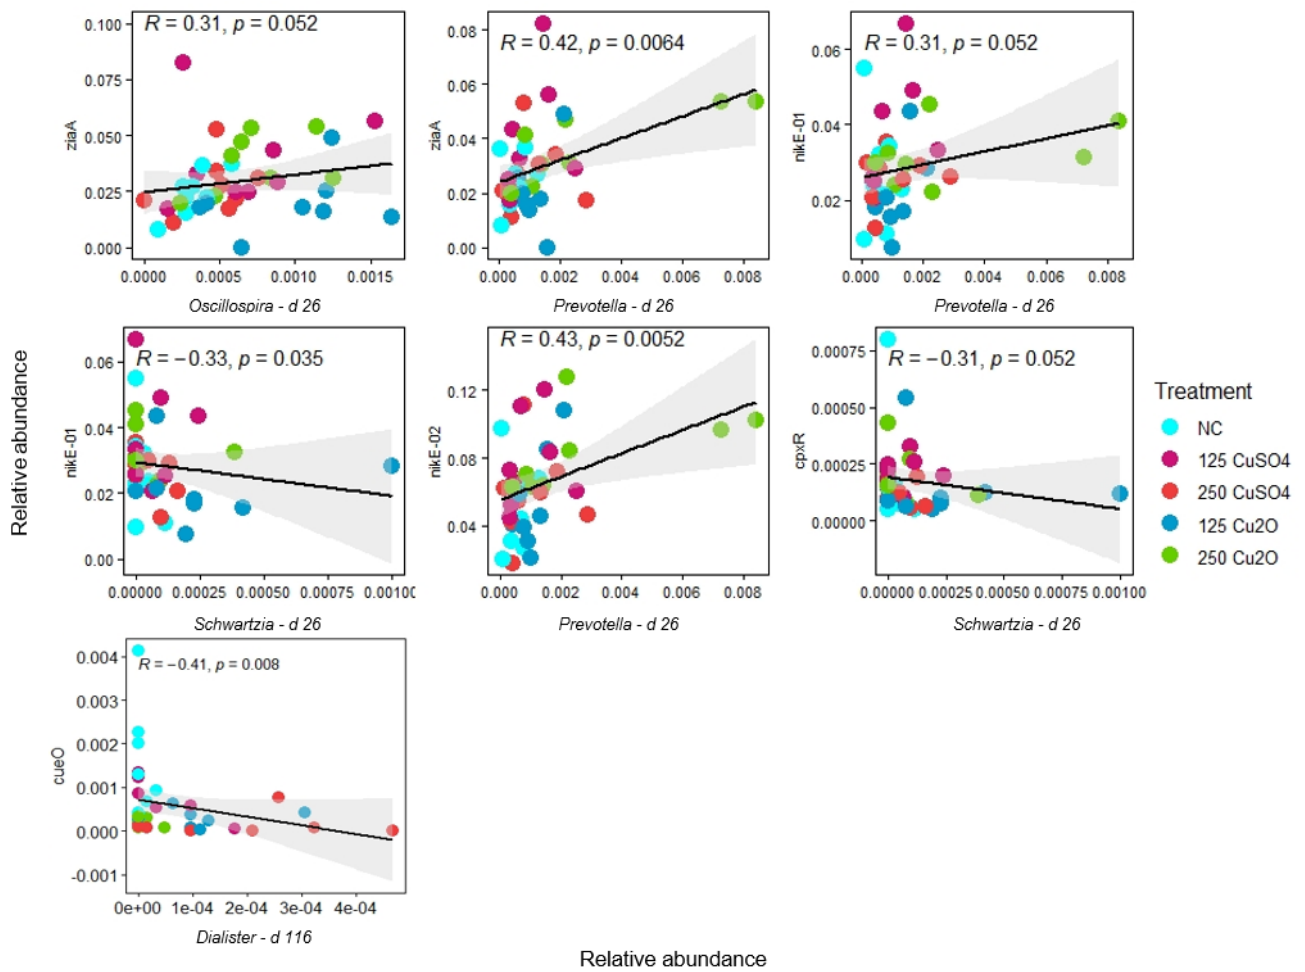 R = 0.31, p = 0.052
0.100
0.075
0.050
0.025
0.000
ziaA
0.0000 0.0005 0.0010 0.0015
Oscillospira - d 26
R = 0.42, p = 0.0064
0.08
0.06
0.04
0.02
0.00
ziaA
0.000 0.002 0.004 0.006 0.008
Prevotella - d 26
R = 0.31, p = 0.052
0.06
0.04
0.02
nikE-01
0.000 0.002 0.004 0.006 0.008
Prevotella - d 26
Relative abundance
R = −0.33, p = 0.035
0.06
0.04
0.02
0.00
nikE-01
0.00000 0.00025 0.00050 0.00075 0.00100
Schwartzia - d 26
R = 0.43, p = 0.0052
0.12
0.08
0.04
nikE-02
0.000 0.002 0.004 0.006 0.008
Prevotella - d 26
R = −0.31, p = 0.052
0.00075
0.00050
0.00025
0.00000
cpxR
0.00000 0.00025 0.00050 0.00075 0.00100
Schwartzia - d 26
Treatment
NC
125 CuSO4
250 CuSO4
125 Cu2O
250 Cu2O
R = −0.41, p = 0.008
0.004
0.003
0.002
0.001
0.000
-0.001
cueO
0e+00 1e-04 2e-04 3e-04 4e-04
Dialister - d 116
Relative abundance